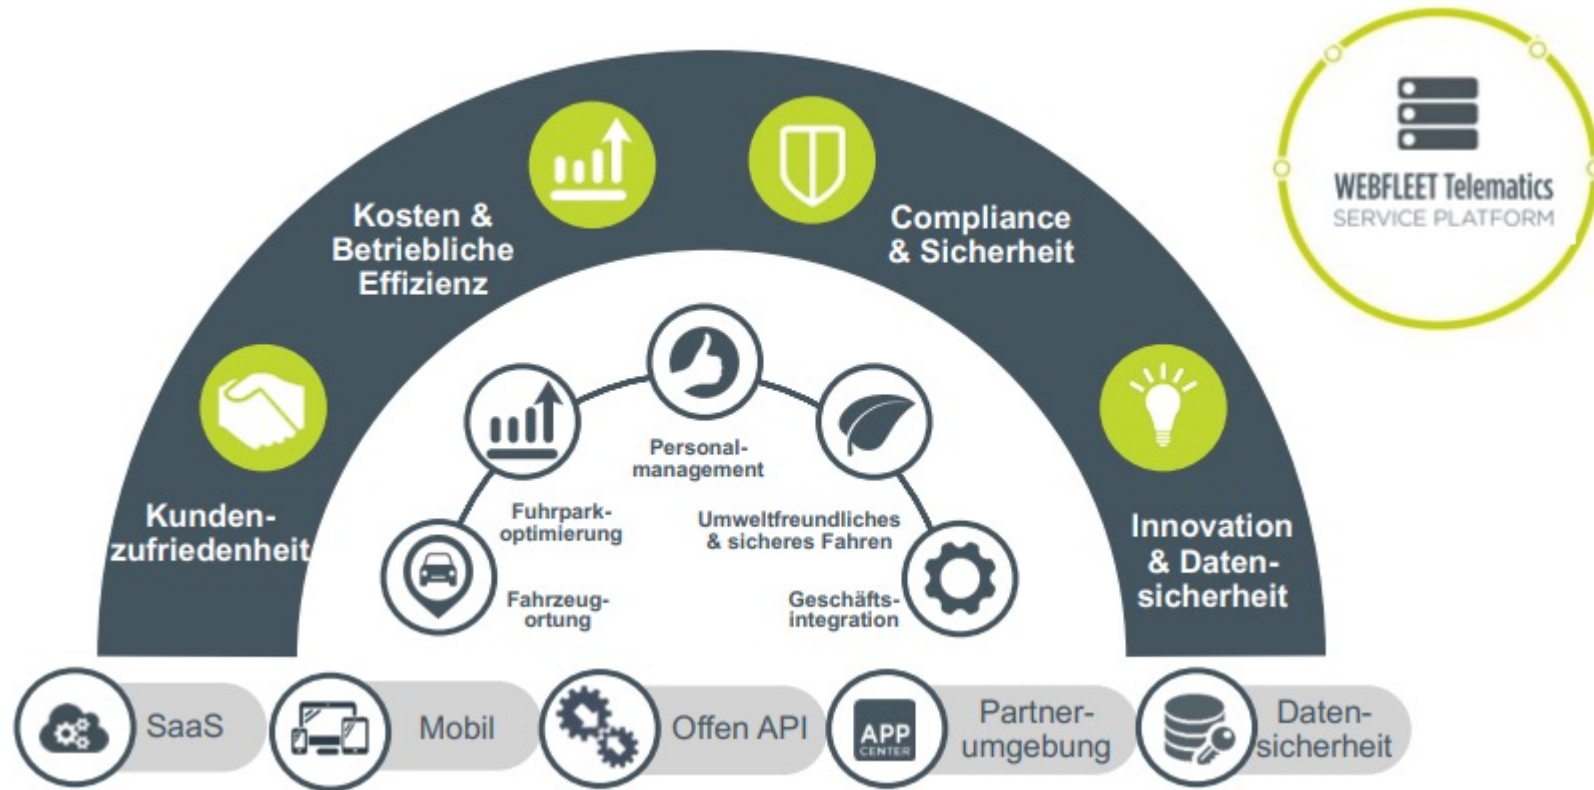 WEBFLEET Telematics
SERVICE PLATFORM
Kosten &
Betriebliche
Effizienz
Compliance
& Sicherheit
Kunden-
zufriedenheit
Innovation
& Daten-
sicherheit
Personal-
management
Fuhrpark-
optimierung
Umweltfreundliches
& sicheres Fahren
Fahrzeug-
ortung
Geschäfts-
integration
SaaS
Mobil
Offen API
APP
CENTER
Partner-
umgebung
Daten-
sicherheit